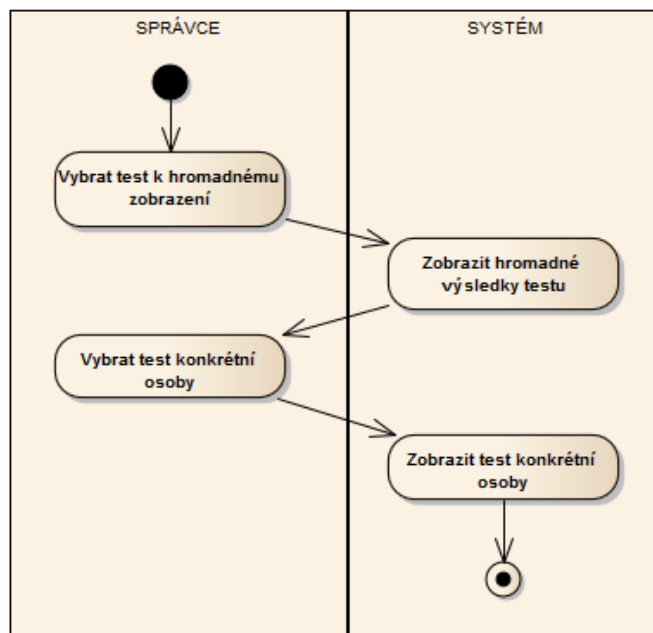 SPRÁVCE
SYSTÉM
Vybrat test k hromadnému
zobrazení
Zobrazit hromadné
výsledky testu
Vybrat test konkrétní
osoby
Zobrazit test konkrétní
osoby